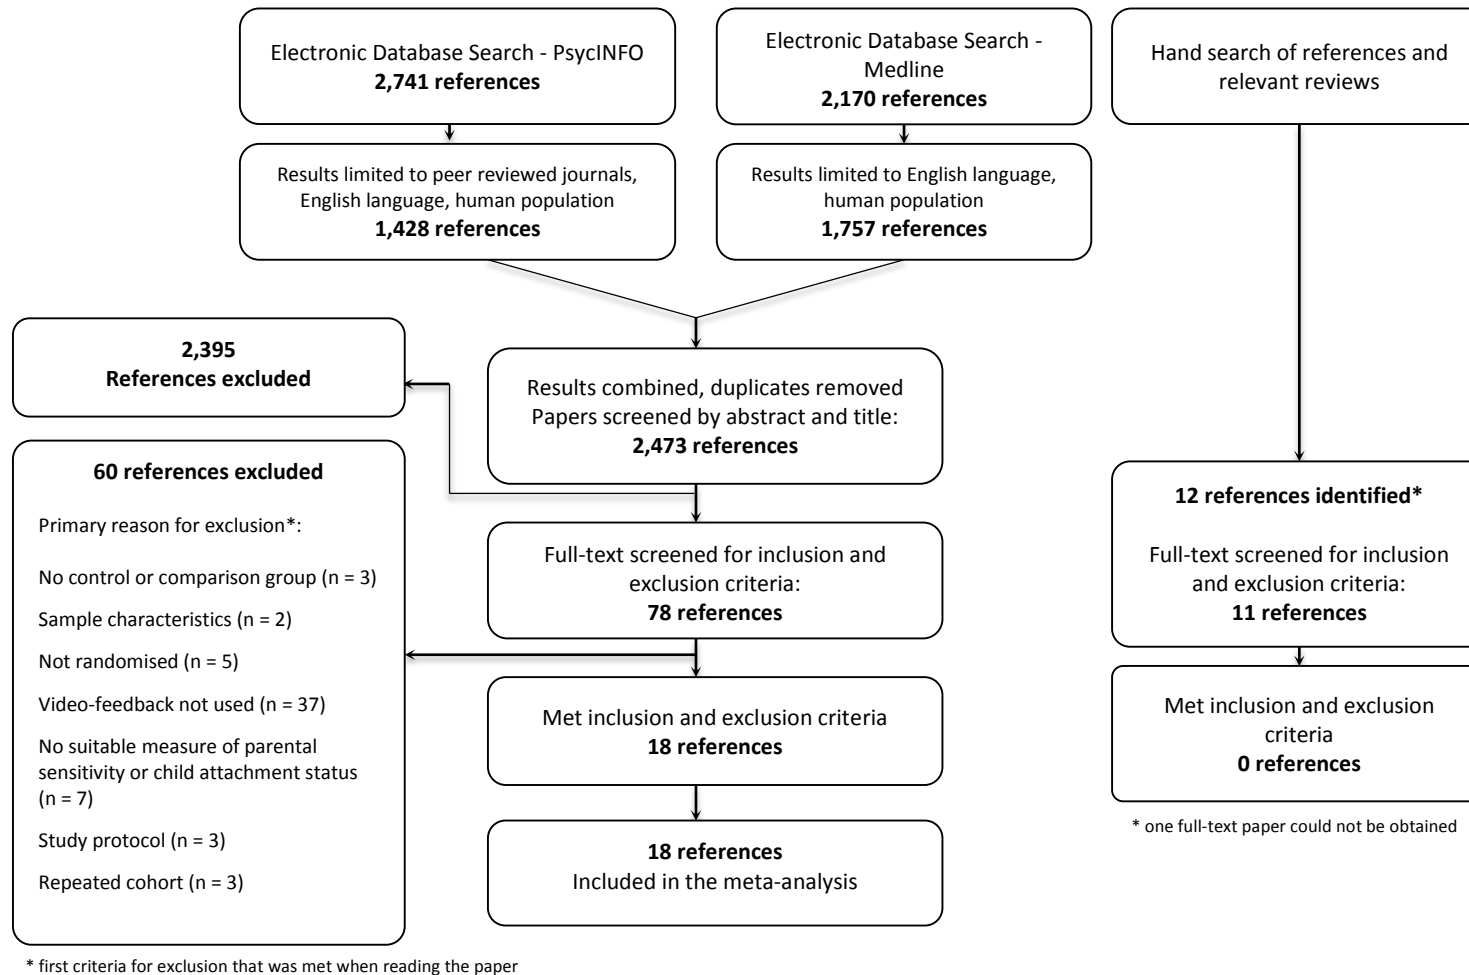 Electronic Database Search - PsycINFO
2,741 references
Electronic Database Search -
Medline
2,170 references
Hand search of references and
relevant reviews
Results limited to peer reviewed journals,
English language, human population
1,428 references
Results limited to English language,
human population
1,757 references
2,395
References excluded
Results combined, duplicates removed
Papers screened by abstract and title:
2,473 references
60 references excluded
Primary reason for exclusion*:
No control or comparison group (n = 3)
Sample characteristics (n = 2)
Not randomised (n = 5)
Video-feedback not used (n = 37)
No suitable measure of parental
sensitivity or child attachment status
(n = 7)
Study protocol (n = 3)
Repeated cohort (n = 3)
* first criteria for exclusion that was met when reading the paper
Full-text screened for inclusion and
exclusion criteria:
78 references
Met inclusion and exclusion criteria
18 references
18 references
Included in the meta-analysis
12 references identified*
Full-text screened for inclusion
and exclusion criteria:
11 references
Met inclusion and exclusion
criteria
0 references
* one full-text paper could not be obtained